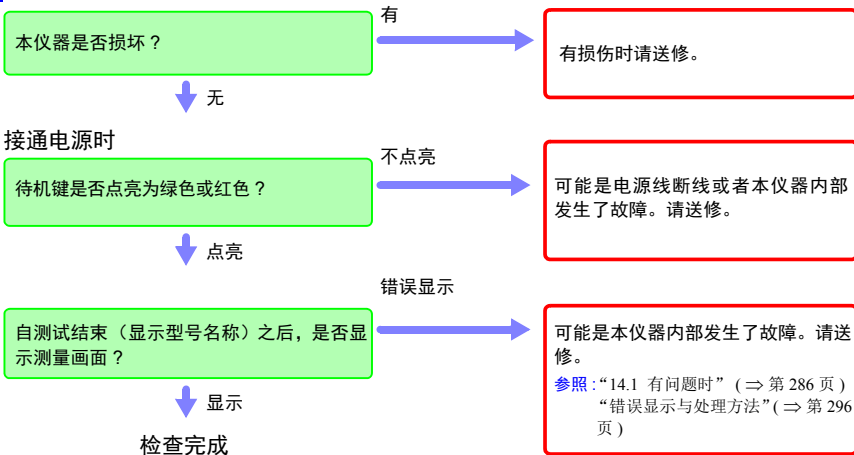 有
本仪器是否损坏？
有损伤时请送修。
无
接通电源时
不点亮
待机键是否点亮为绿色或红色？
可能是电源线断线或者本仪器内部
发生了故障。请送修。
点亮
错误显示
自测试结束（显示型号名称）之后，是否显
示测量画面？
可能是本仪器内部发生了故障。请送
修。
参照：“14.1 有问题时” ( ⇒ 第 286 页 )
“错误显示与处理方法”( ⇒ 第 296
页 )
显示
检查完成